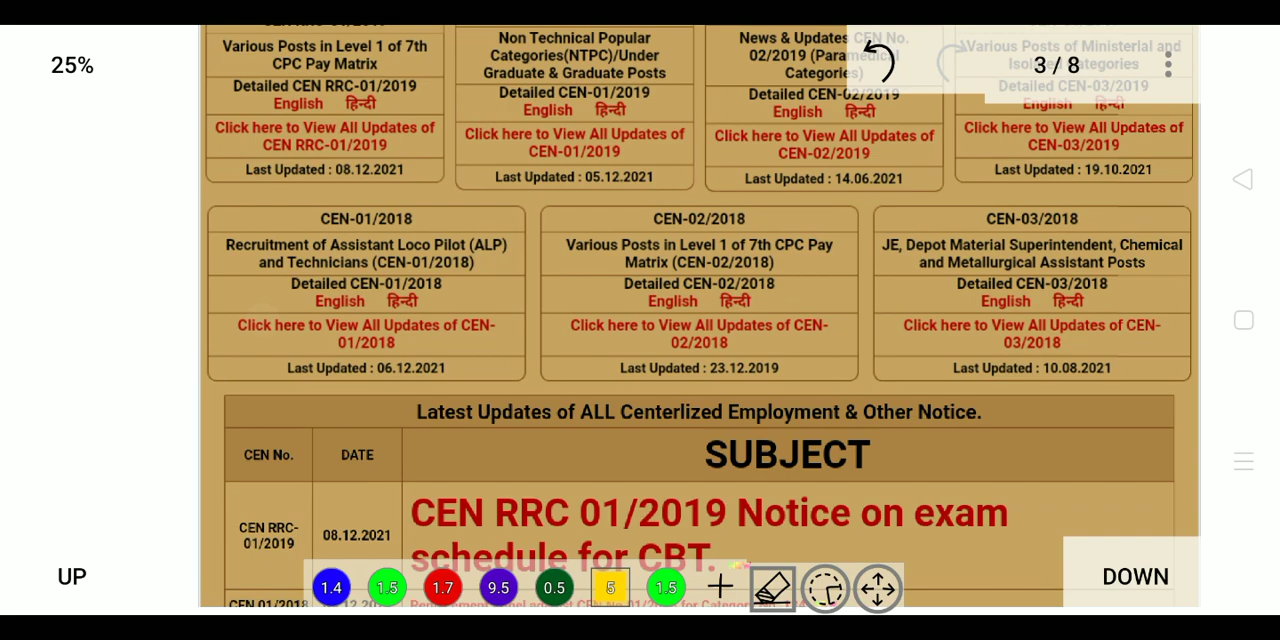 25%
3 / 8
Various Posts in Level 1 of 7th
CPC Pay Matrix
Detailed CEN RRC-01/2019
English हिन्दी
Click here to View All Updates of
CEN RRC-01/2019
Last Updated : 08.12.2021
Non Technical Popular
Categories(NTPC)/Under
Graduate & Graduate Posts
Detailed CEN-01/2019
English हिन्दी
Click here to View All Updates of
CEN-01/2019
Last Updated : 05.12.2021
News & Updates CEN No.
02/2019 (Paramedical
Categories)
Detailed CEN-02/2019
English हिन्दी
Click here to View All Updates of
CEN-02/2019
Last Updated : 14.06.2021
Various Posts of Ministerial and
Isolated Categories
Detailed CEN-03/2019
English हिन्दी
Click here to View All Updates of
CEN-03/2019
Last Updated : 19.10.2021
CEN-01/2018
Recruitment of Assistant Loco Pilot (ALP)
and Technicians (CEN-01/2018)
Detailed CEN-01/2018
English हिन्दी
Click here to View All Updates of CEN-
01/2018
Last Updated : 06.12.2021
CEN-02/2018
Various Posts in Level 1 of 7th CPC Pay
Matrix (CEN-02/2018)
Detailed CEN-02/2018
English हिन्दी
Click here to View All Updates of CEN-
02/2018
Last Updated : 23.12.2019
CEN-03/2018
JE, Depot Material Superintendent, Chemical
and Metallurgical Assistant Posts
Detailed CEN-03/2018
English हिन्दी
Click here to View All Updates of CEN-
03/2018
Last Updated : 10.08.2021
Latest Updates of ALL Centerlized Employment & Other Notice.
CEN No. DATE SUBJECT
CEN RRC-
01/2019
08.12.2021
CEN RRC 01/2019 Notice on exam
schedule for CBT.
CEN 01/2018
UP
1.4 1.5 1.7 9.5 0.5 5 1.5
DOWN